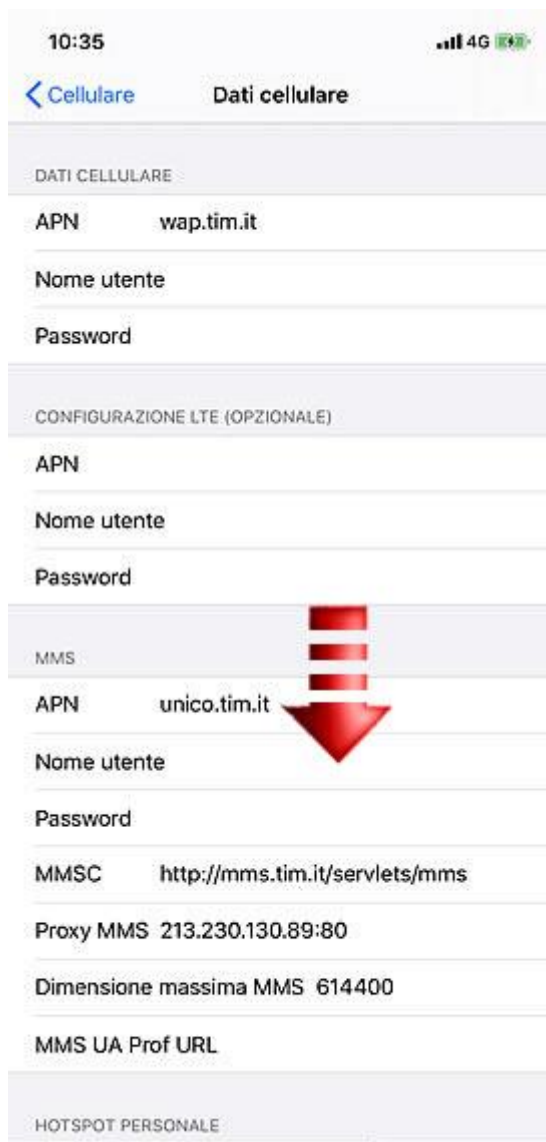 10:35 4G
Cellulare Dati cellulare
DATI CELLULARE
APN wap.tim.it
Nome utente
Password
CONFIGURAZIONE LTE (OPZIONALE)
APN
Nome utente
Password
MMS
APN unico.tim.it
Nome utente
Password
MMSC http://mms.tim.it/servlets/mms
Proxy MMS 213.230.130.89:80
Dimensione massima MMS 614400
MMS UA Prof URL
HOTSPOT PERSONALE